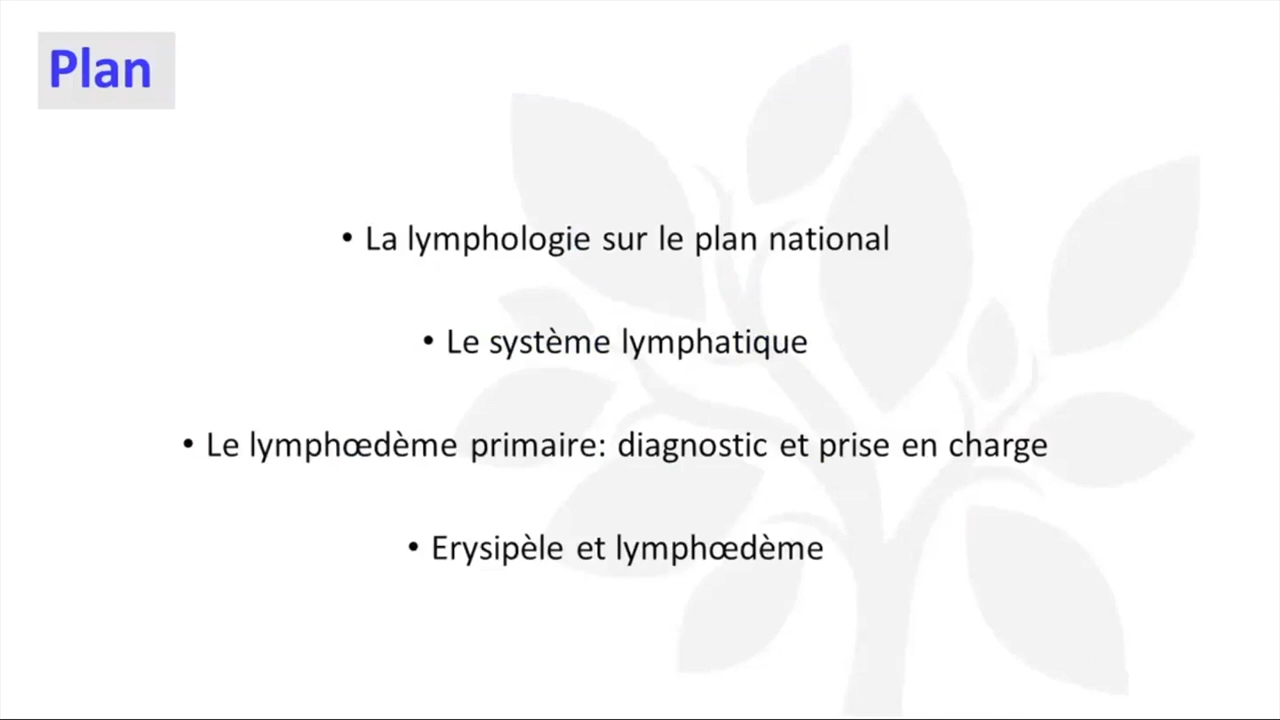 Plan
• La lymphologie sur le plan national
• Le système lymphatique
• Le lymphœdème primaire: diagnostic et prise en charge
• Erysipèle et lymphœdème